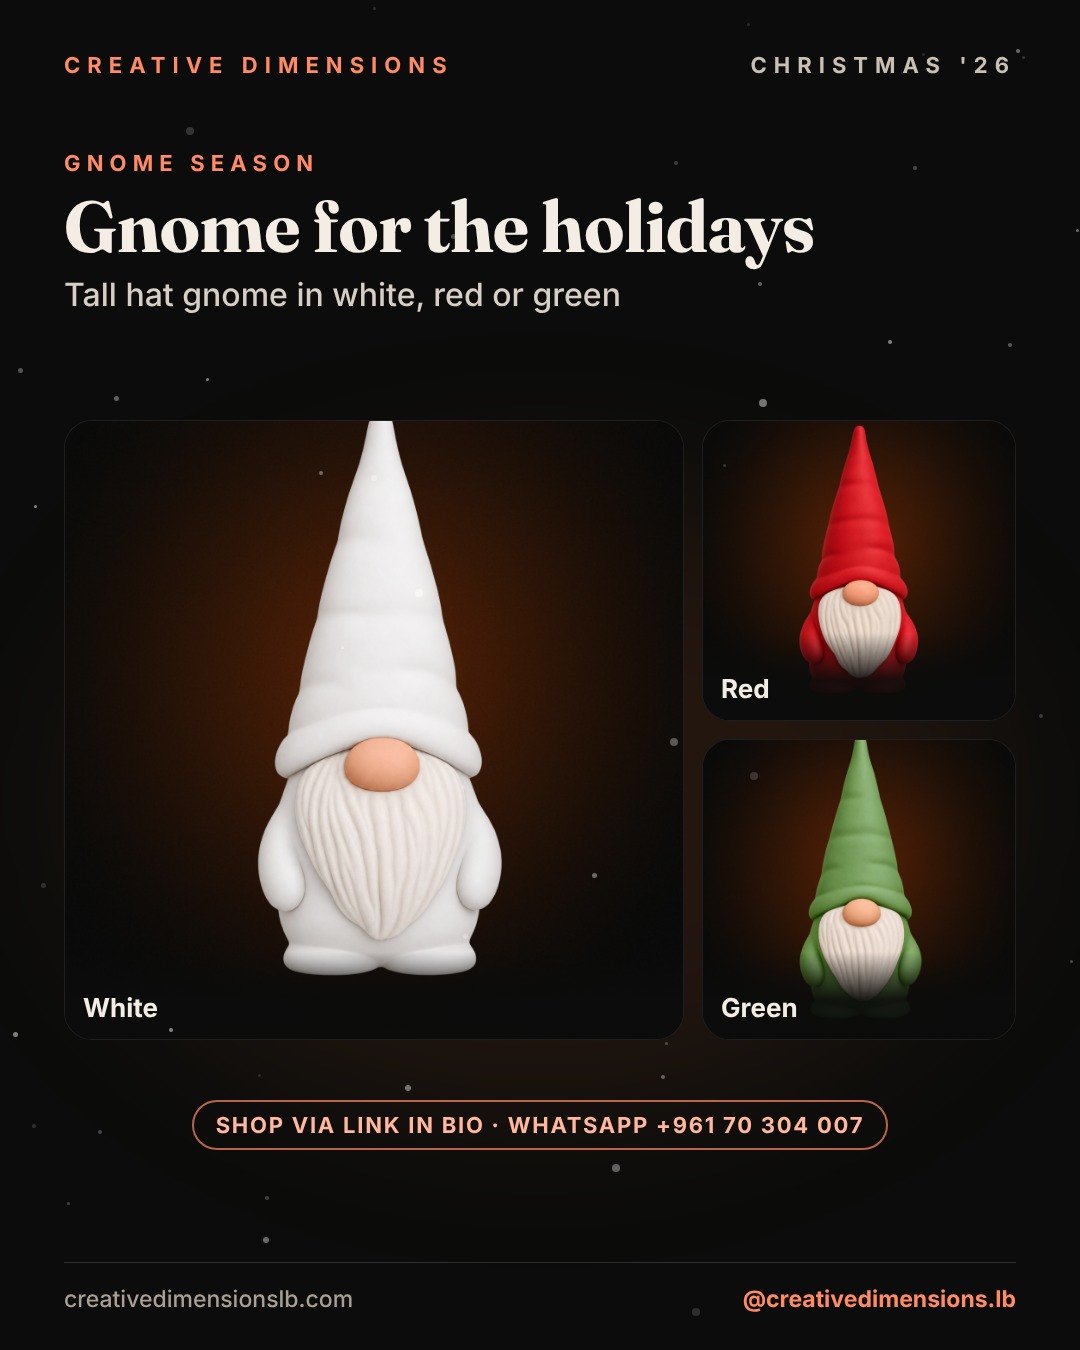 CREATIVE DIMENSIONS
CHRISTMAS '26
GNOME SEASON
Gnome for the holidays
Tall hat gnome in white, red or green
White
Red
Green
SHOP VIA LINK IN BIO · WHATSAPP +961 70 304 007
creativedimensionslb.com
@creativedimensions.lb